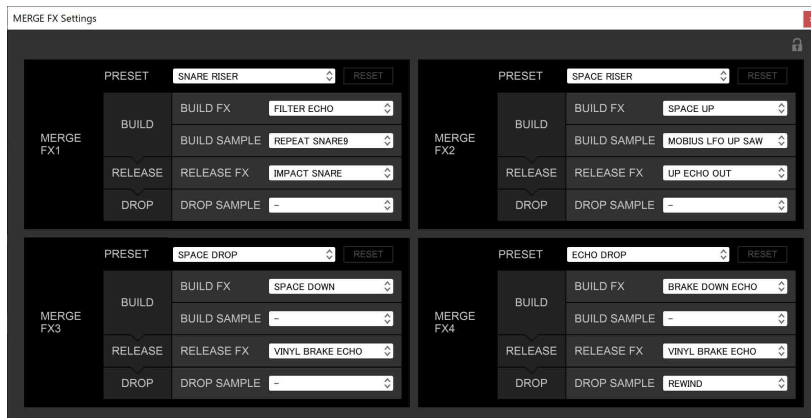 MERGE FX Settings
PRESET SNARE RISER RESET
MERGE FX1
BUILD
BUILD FX FILTER ECHO
BUILD SAMPLE REPEAT SNARE9
RELEASE RELEASE FX IMPACT SNARE
DROP DROP SAMPLE –
PRESET SPACE RISER RESET
MERGE FX2
BUILD
BUILD FX SPACE UP
BUILD SAMPLE MOBIUS LFO UP SAW
RELEASE RELEASE FX UP ECHO OUT
DROP DROP SAMPLE –
PRESET SPACE DROP RESET
MERGE FX3
BUILD
BUILD FX SPACE DOWN
BUILD SAMPLE –
RELEASE RELEASE FX VINYL BRAKE ECHO
DROP DROP SAMPLE –
PRESET ECHO DROP RESET
MERGE FX4
BUILD
BUILD FX BRAKE DOWN ECHO
BUILD SAMPLE –
RELEASE RELEASE FX VINYL BRAKE ECHO
DROP DROP SAMPLE REWIND